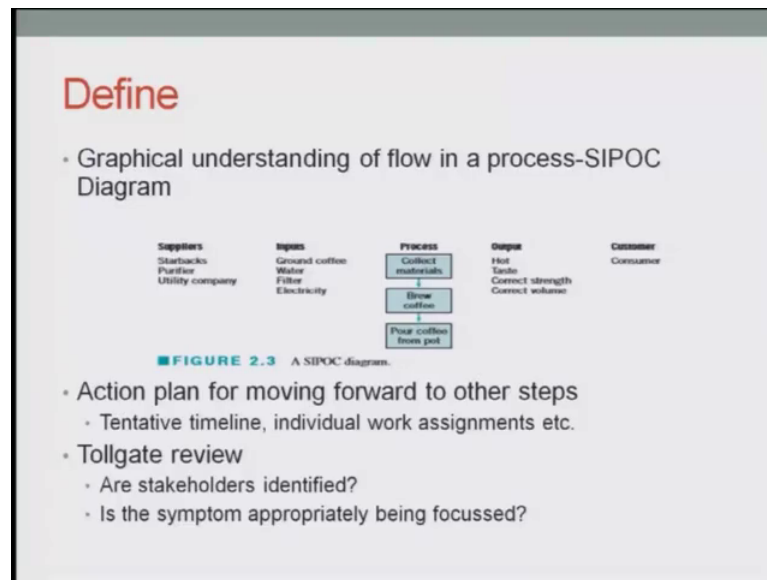 Define
• Graphical understanding of flow in a process-SIPOC
Diagram
Suppliers
Starbacks
Purifier
Utility company
Inputs
Ground coffee
Water
Filter
Electricity
Process
Collect
materials
Brew
coffee
Pour coffee
from pot
Output
Hot
Taste
Correct strength
Correct volume
Customer
Consumer
■FIGURE 2.3 A SIPOC diagram.
• Action plan for moving forward to other steps
• Tentative timeline, individual work assignments etc.
• Tollgate review
• Are stakeholders identified?
• Is the symptom appropriately being focussed?